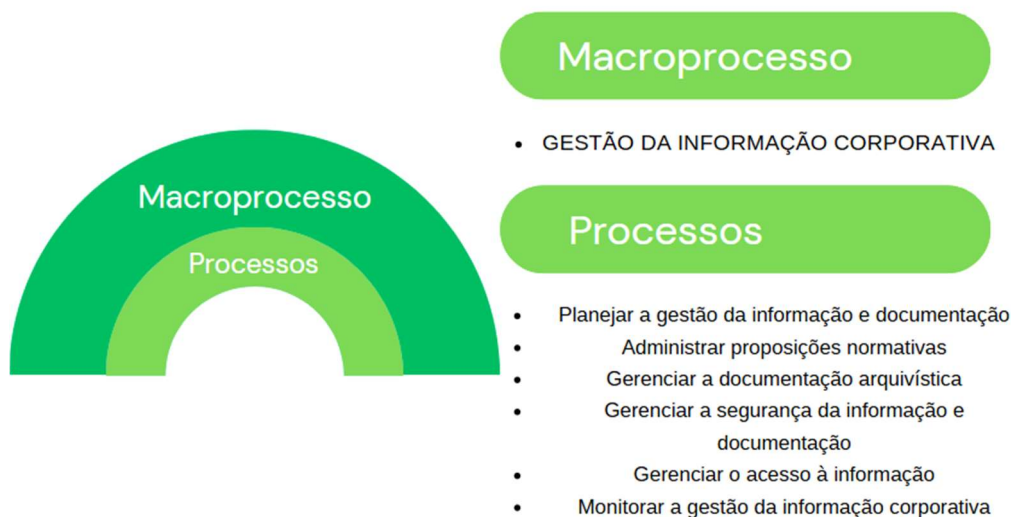 Macroprocesso
Processos
Macroprocesso
• GESTÃO DA INFORMAÇÃO CORPORATIVA
Processos
• Planejar a gestão da informação e documentação
• Administrar proposições normativas
• Gerenciar a documentação arquivística
• Gerenciar a segurança da informação e
documentação
• Gerenciar o acesso à informação
• Monitorar a gestão da informação corporativa